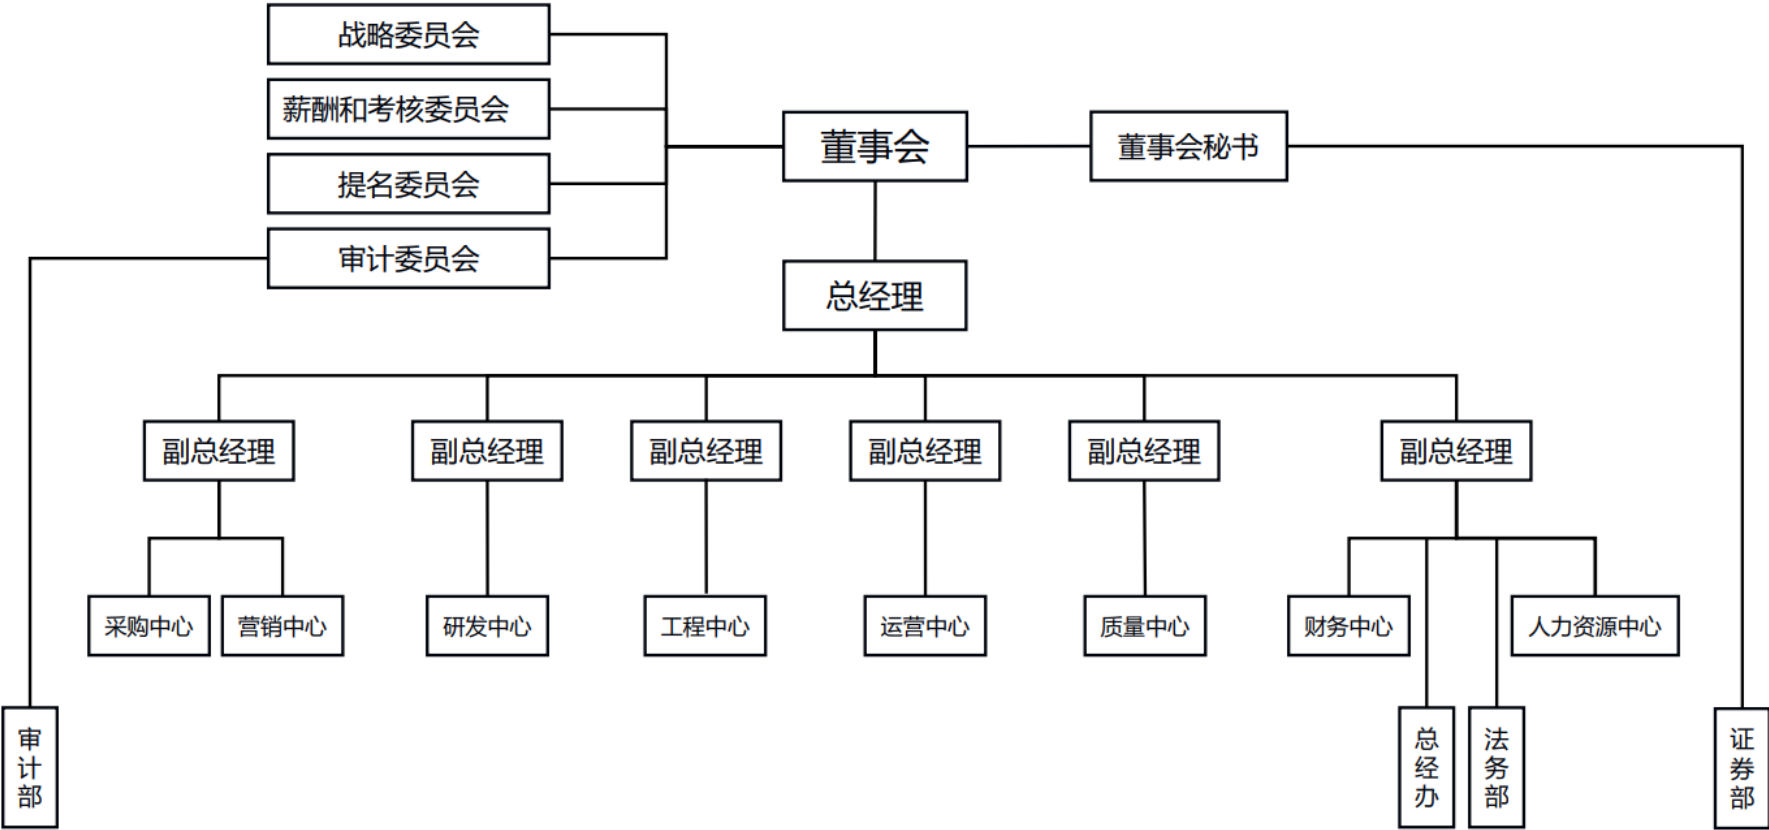 战略委员会
薪酬和考核委员会
提名委员会
审计委员会
董事会
董事会秘书
总经理
副总经理
副总经理
副总经理
副总经理
副总经理
副总经理
采购中心
营销中心
研发中心
工程中心
运营中心
质量中心
财务中心
人力资源中心
审计部
总经办
法务部
证券部